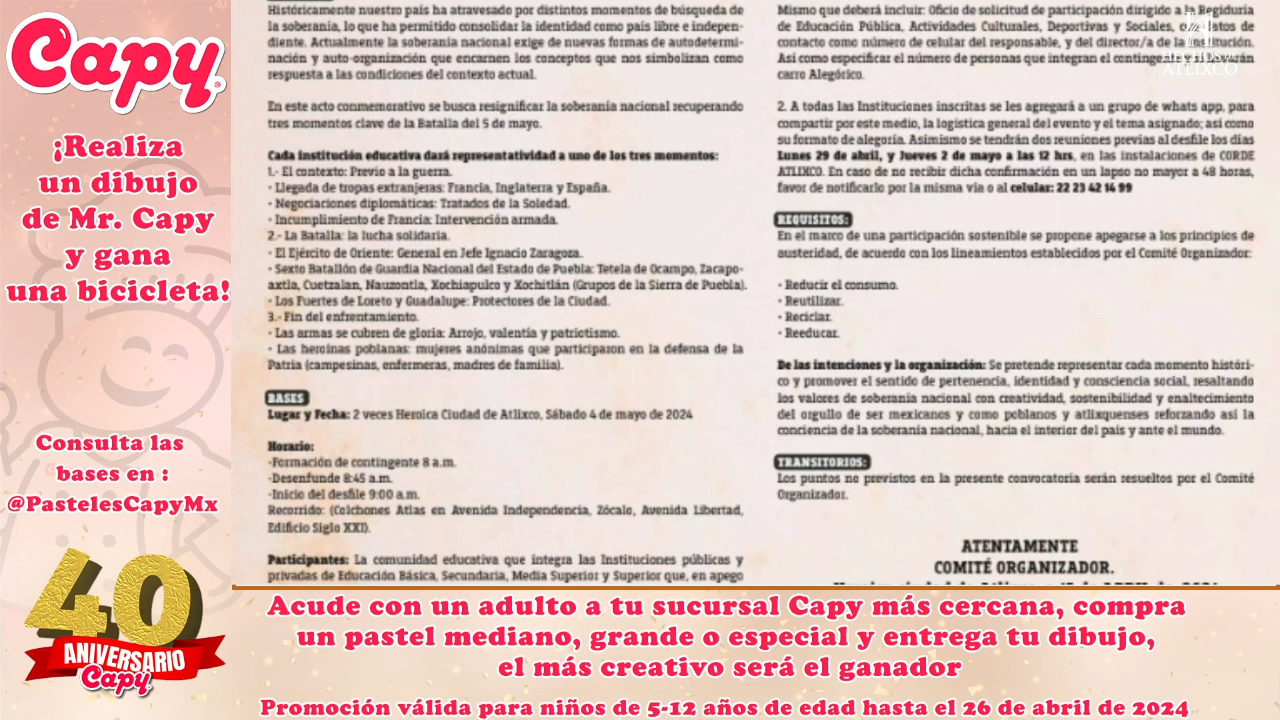 Capy
¡Realiza
un dibujo
de Mr. Capy
y gana
una bicicleta!
Consulta las
bases en :
@PastelesCapyMx
40
ANIVERSARIO
Capy
Históricamente nuestro país ha atravesado por distintos momentos de búsqueda de
la soberanía, lo que ha permitido consolidar la identidad como país libre e indepen-
diente. Actualmente la soberanía nacional exige de nuevas formas de autodetermi-
nación y auto-organización que encarnen los conceptos que nos simbolizan como
respuesta a las condiciones del contexto actual.
En este acto conmemorativo se busca resignificar la soberanía nacional recuperando
tres momentos clave de la Batalla del 5 de mayo.
Cada institución educativa dará representatividad a uno de los tres momentos:
1.- El contexto: Previo a la guerra.
• Llegada de tropas extranjeras: Francia, Inglaterra y España.
• Negociaciones diplomáticas: Tratados de la Soledad.
• Incumplimiento de Francia: Intervención armada.
2.- La Batalla: la lucha solidaria.
• El Ejército de Oriente: General en Jefe Ignacio Zaragoza.
• Sexto Batallón de Guardia Nacional del Estado de Puebla: Tetela de Ocampo, Zacapo-
axtla, Cuetzalan, Nauzontla, Xochiapulco y Xochitlán (Grupos de la Sierra de Puebla).
• Los Fuertes de Loreto y Guadalupe: Protectores de la Ciudad.
3.- Fin del enfrentamiento.
• Las armas se cubren de gloria: Arrojo, valentía y patriotismo.
• Las heroínas poblanas: mujeres anónimas que participaron en la defensa de la
Patria (campesinas, enfermeras, madres de familia).
BASES
Lugar y Fecha: 2 veces Heroica Ciudad de Atlixco, Sábado 4 de mayo de 2024
Horario:
-Formación de contingente 8 a.m.
-Desenfunde 8:45 a.m.
-Inicio del desfile 9:00 a.m.
Recorrido: (Colchones Atlas en Avenida Independencia, Zócalo, Avenida Libertad,
Edificio Siglo XXI).
Participantes: La comunidad educativa que integra las Instituciones públicas y
privadas de Educación Básica, Secundaria, Media Superior y Superior que, en apego
Mismo que deberá incluir: Oficio de solicitud de participación dirigido a la Regiduría
de Educación Pública, Actividades Culturales, Deportivas y Sociales, con datos de
contacto como número de celular del responsable, y del director/a de la institución.
Así como especificar el número de personas que integran el contingente
carro Alegórico.
HECHOS
ATLIXCO
2. A todas las Instituciones inscritas se les agregará a un grupo de whats app, para
compartir por este medio, la logística general del evento y el tema asignado; así como
su formato de alegoría. Asimismo se tendrán dos reuniones previas al desfile los días
Lunes 29 de abril, y Jueves 2 de mayo a las 12 hrs, en las instalaciones de CORDE
ATLIXCO. En caso de no recibir dicha confirmación en un lapso no mayor a 48 horas,
favor de notificarlo por la misma vía o al celular: 22 23 42 14 99
REQUISITOS:
En el marco de una participación sostenible se propone apegarse a los principios de
austeridad, de acuerdo con los lineamientos establecidos por el Comité Organizador:
• Reducir el consumo.
• Reutilizar.
• Reciclar.
• Reeducar.
De las intenciones y la organización: Se pretende representar cada momento históri-
co y promover el sentido de pertenencia, identidad y consciencia social, resaltando
los valores de soberanía nacional con creatividad, sostenibilidad y enaltecimiento
del orgullo de ser mexicanos y como poblanos y atlixquenses reforzando así la
conciencia de la soberanía nacional, hacia el interior del país y ante el mundo.
TRANSITORIOS:
Los puntos no previstos en la presente convocatoria serán resueltos por el Comité
Organizador.
ATENTAMENTE
COMITÉ ORGANIZADOR.
Acude con un adulto a tu sucursal Capy más cercana, compra
un pastel mediano, grande o especial y entrega tu dibujo,
el más creativo será el ganador
Promoción válida para niños de 5-12 años de edad hasta el 26 de abril de 2024